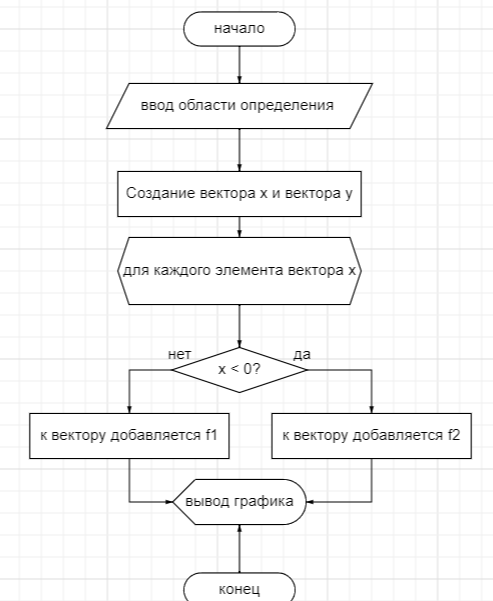 начало
ввод области определения
Создание вектора x и вектора y
для каждого элемента вектора x
нет
да
x < 0?
к вектору добавляется f1
к вектору добавляется f2
вывод графика
конец